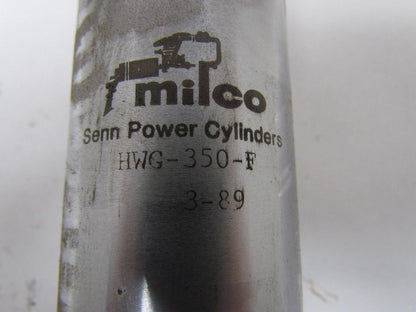 milco
Senn Power Cylinders
HWG-350-F
3-89